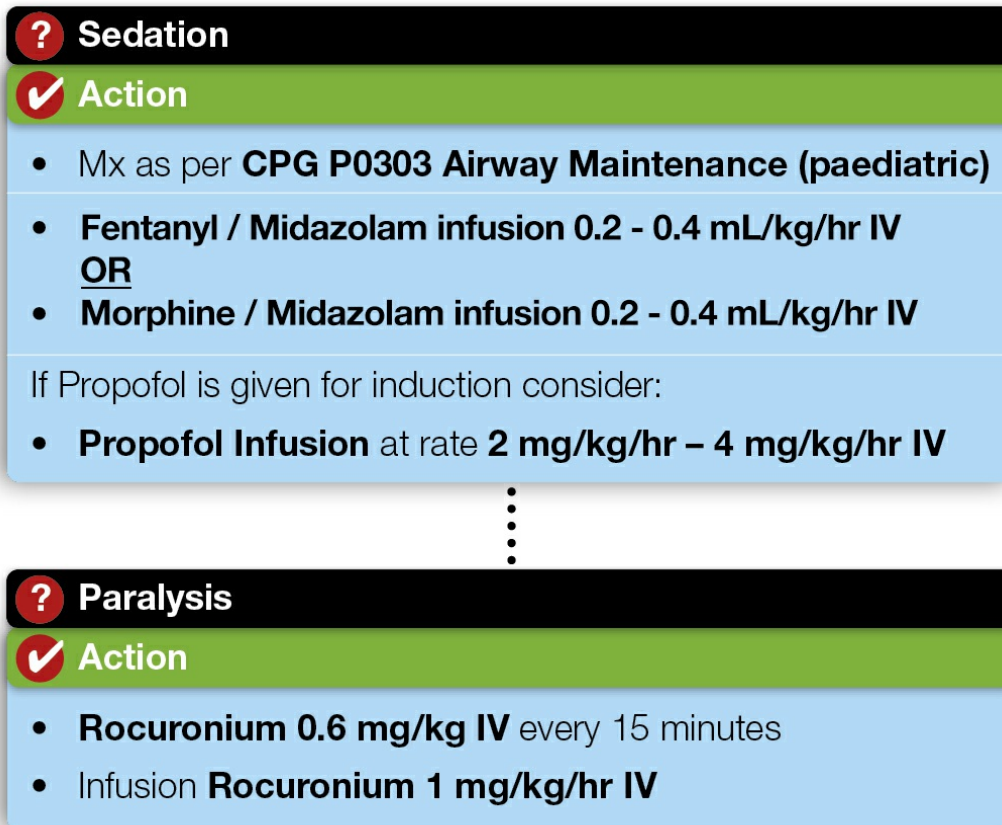 Sedation
Action
• Mx as per CPG P0303 Airway Maintenance (paediatric)
• Fentanyl / Midazolam infusion 0.2 - 0.4 mL/kg/hr IV
OR
• Morphine / Midazolam infusion 0.2 - 0.4 mL/kg/hr IV
If Propofol is given for induction consider:
• Propofol Infusion at rate 2 mg/kg/hr – 4 mg/kg/hr IV
Paralysis
Action
• Rocuronium 0.6 mg/kg IV every 15 minutes
• Infusion Rocuronium 1 mg/kg/hr IV